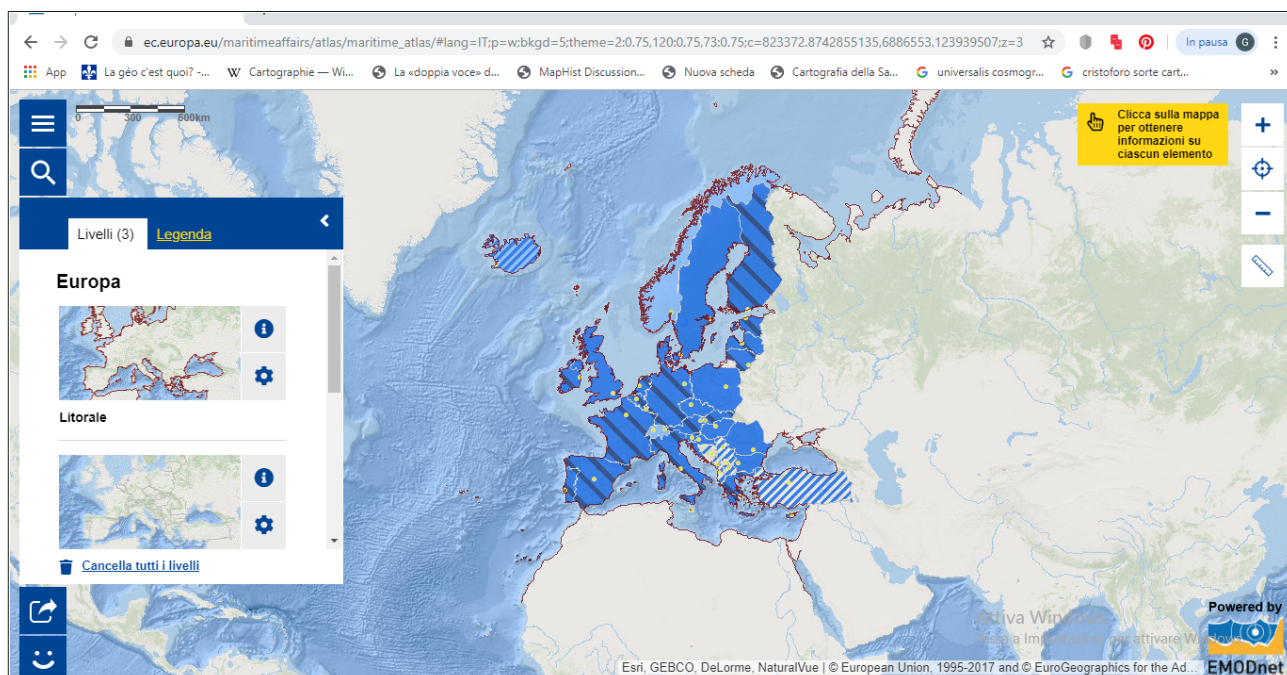 ec.europa.eu/maritimeaffairs/atlas/maritime_atlas/#lang=IT;p=w;bkgd=5;theme=2:0.75,120:0.75,73:0.75;c=823372.8742855135,6886553.123939507;z=3
In pausa G
App La géo c'est quoi? -... W Cartographie — Wi... La «doppia voce» d... MapHist Discussion... Nuova scheda Cartografia della Sa... G universalis cosmogr... G cristoforo sorte cart... »
0 300 600km
Clicca sulla mappa
per ottenere
informazioni su
ciascun elemento
Livelli (3) Legenda
Europa
Litorale
Cancella tutti i livelli
Attiva Windows
Powered by
EMODnet
Esri, GEBCO, DeLorme, NaturalVue | © European Union, 1995-2017 and © EuroGeographics for the Ad...